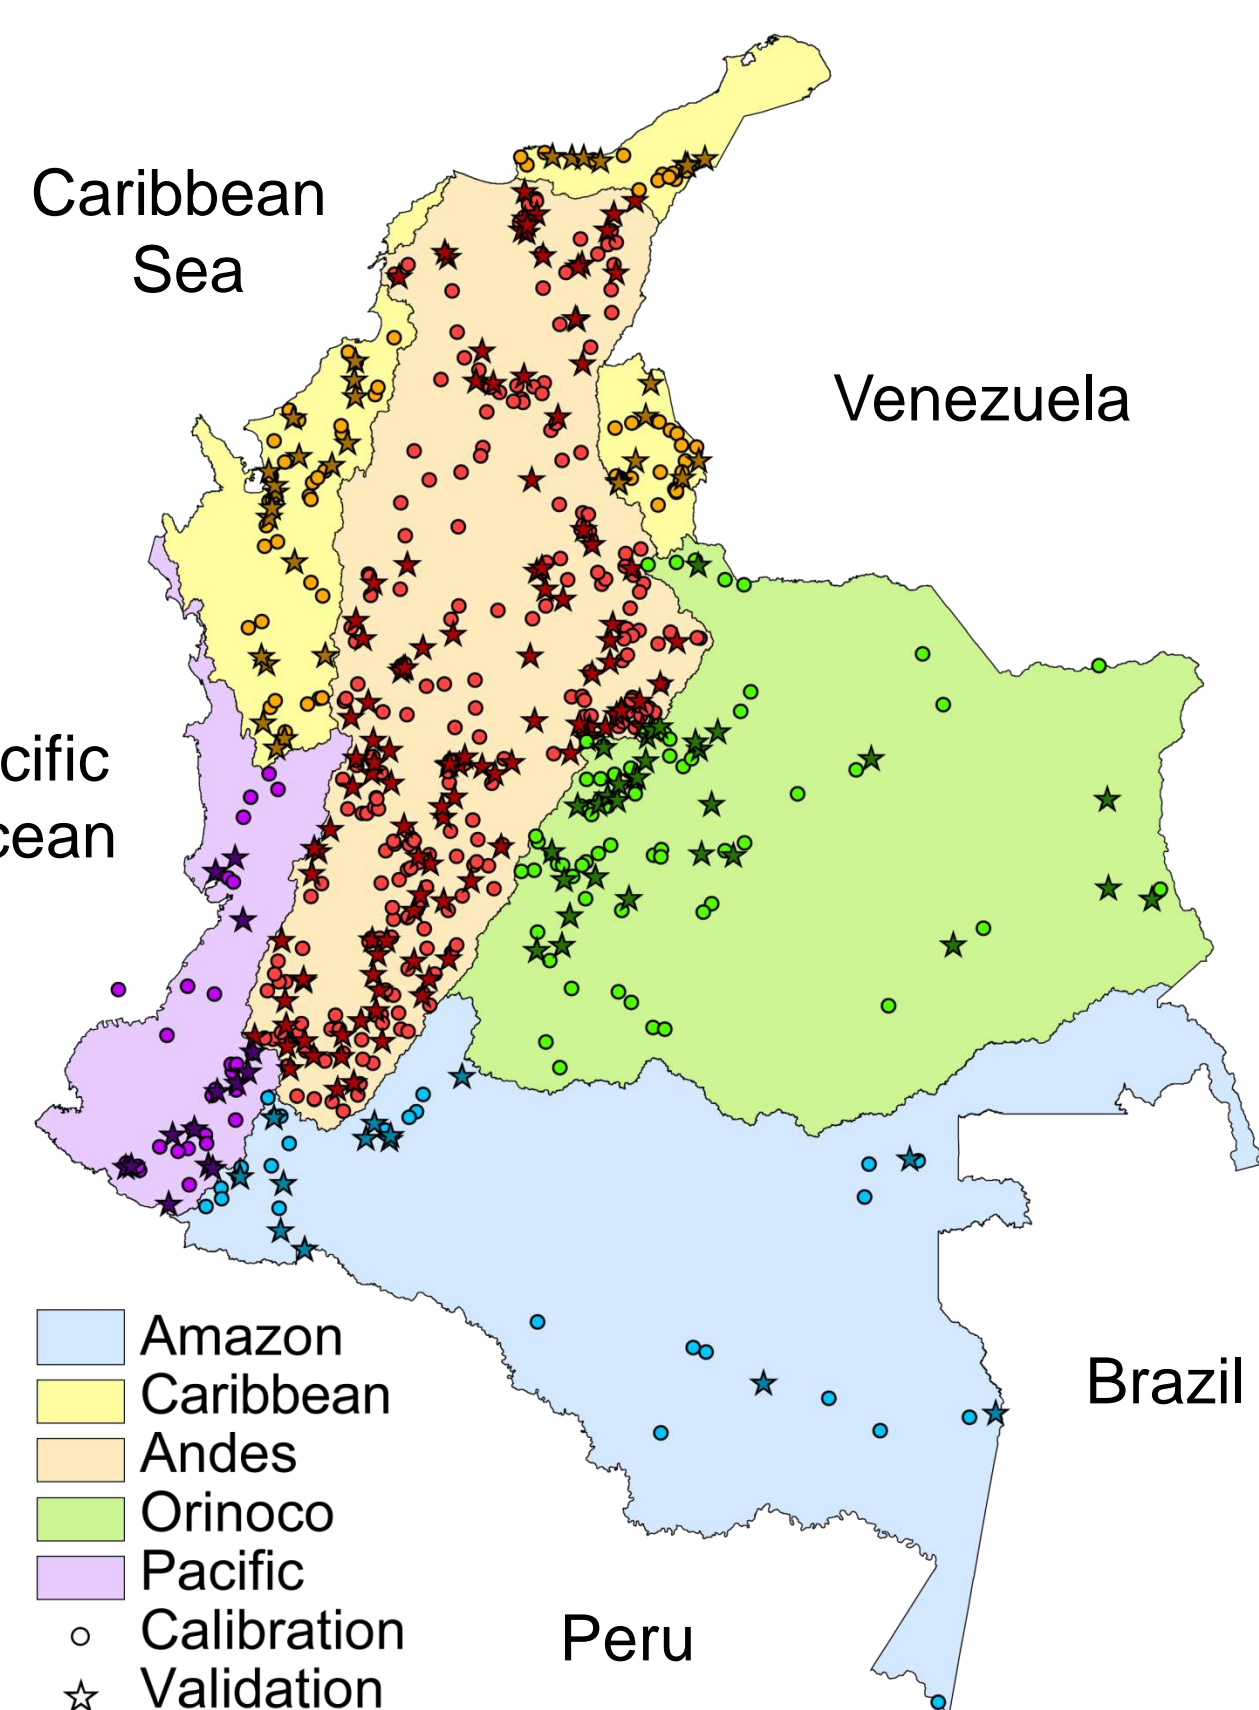 Caribbean
Sea
Venezuela
cific
cean
Brazil
Peru
Amazon
Caribbean
Andes
Orinoco
Pacific
Calibration
Validation